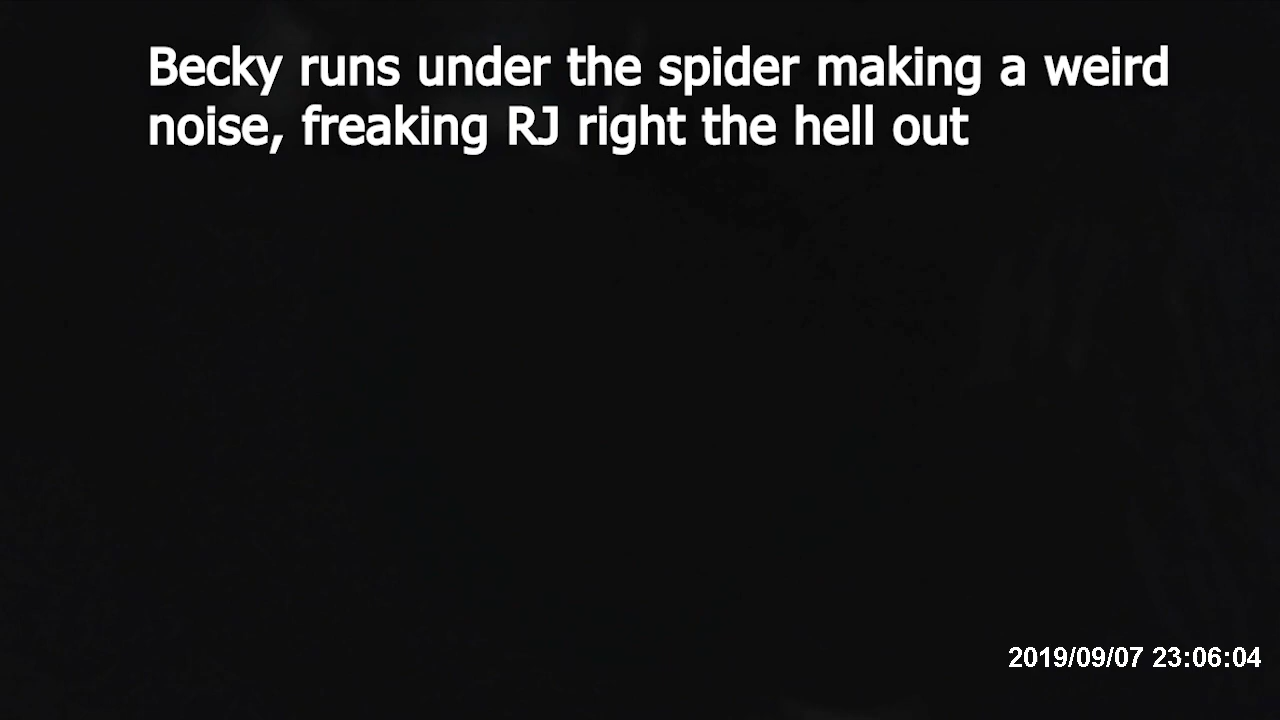 Becky runs under the spider making a weird
noise, freaking RJ right the hell out
2019/09/07 23:06:04